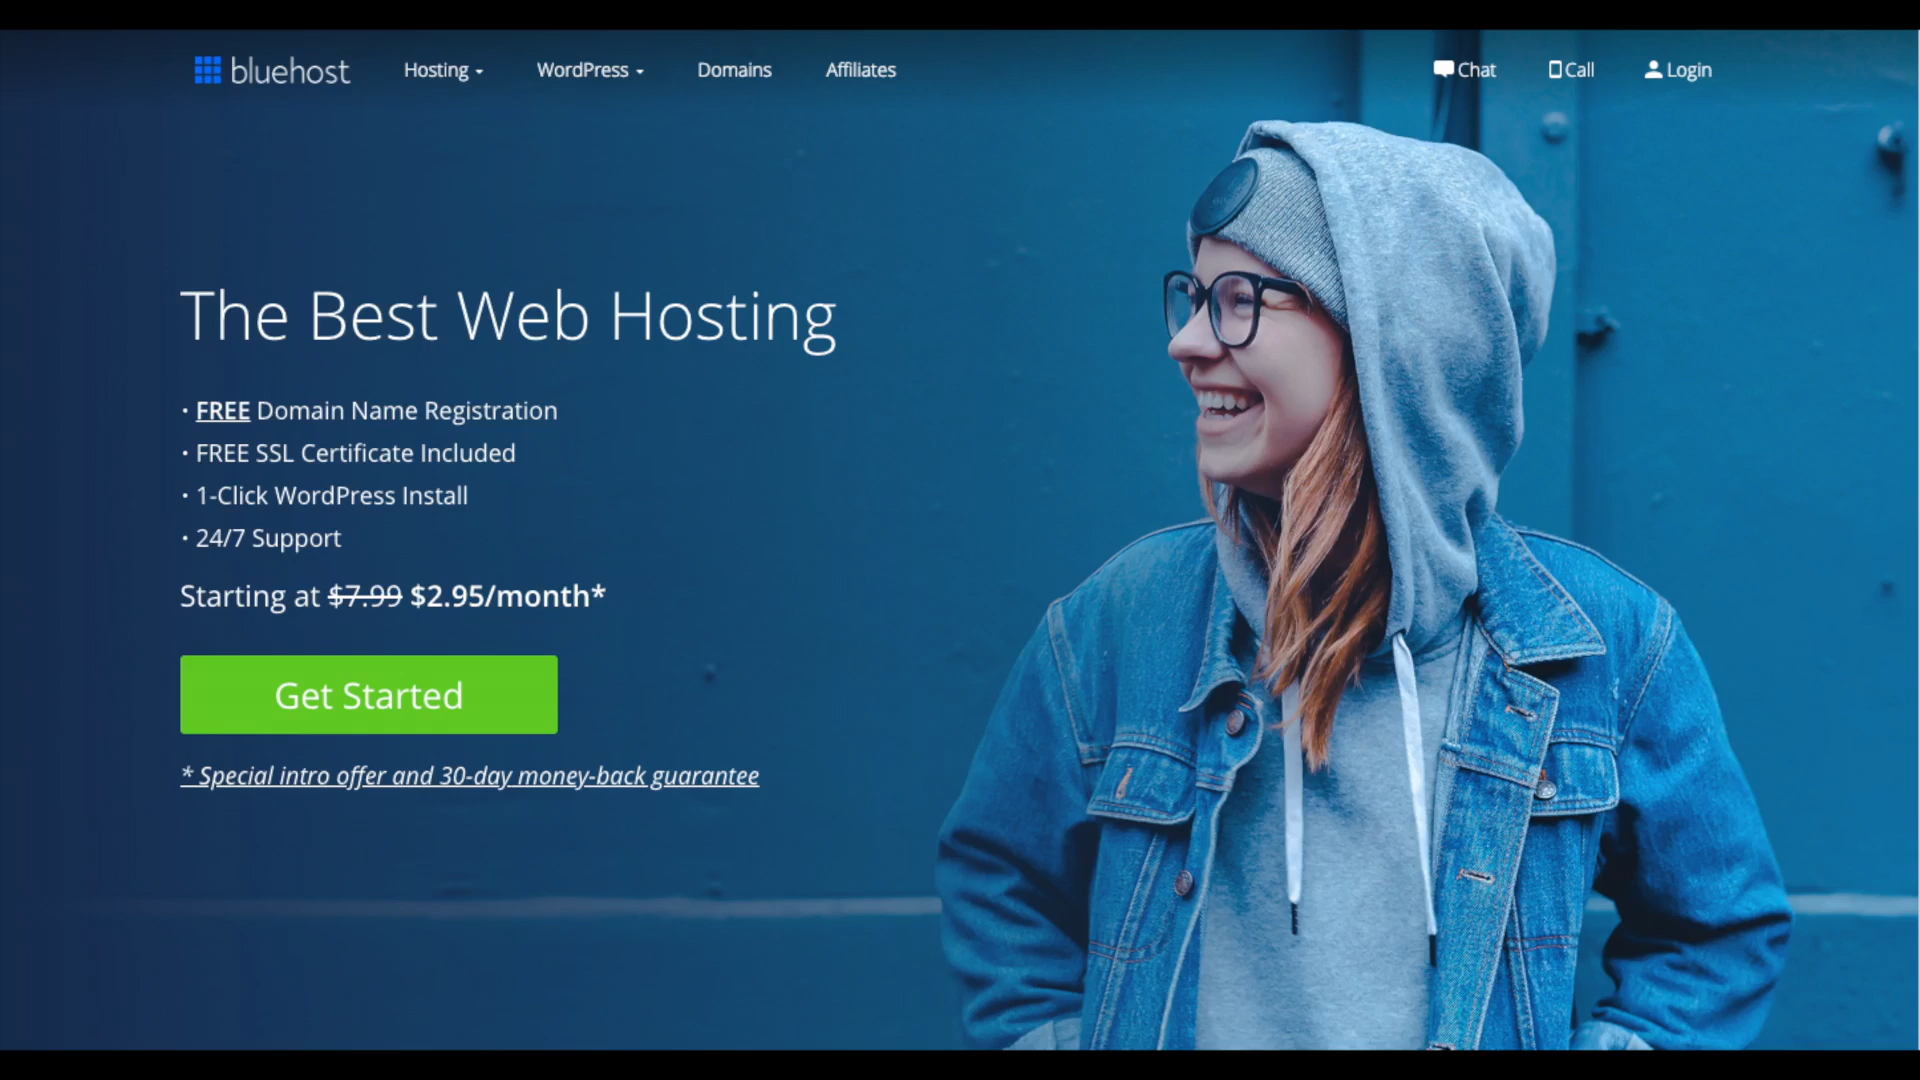 bluehost
Hosting
WordPress
Domains
Affiliates
Chat
Call
Login
The Best Web Hosting
· FREE Domain Name Registration
· FREE SSL Certificate Included
· 1-Click WordPress Install
· 24/7 Support
Starting at $7.99 $2.95/month*
Get Started
* Special intro offer and 30-day money-back guarantee